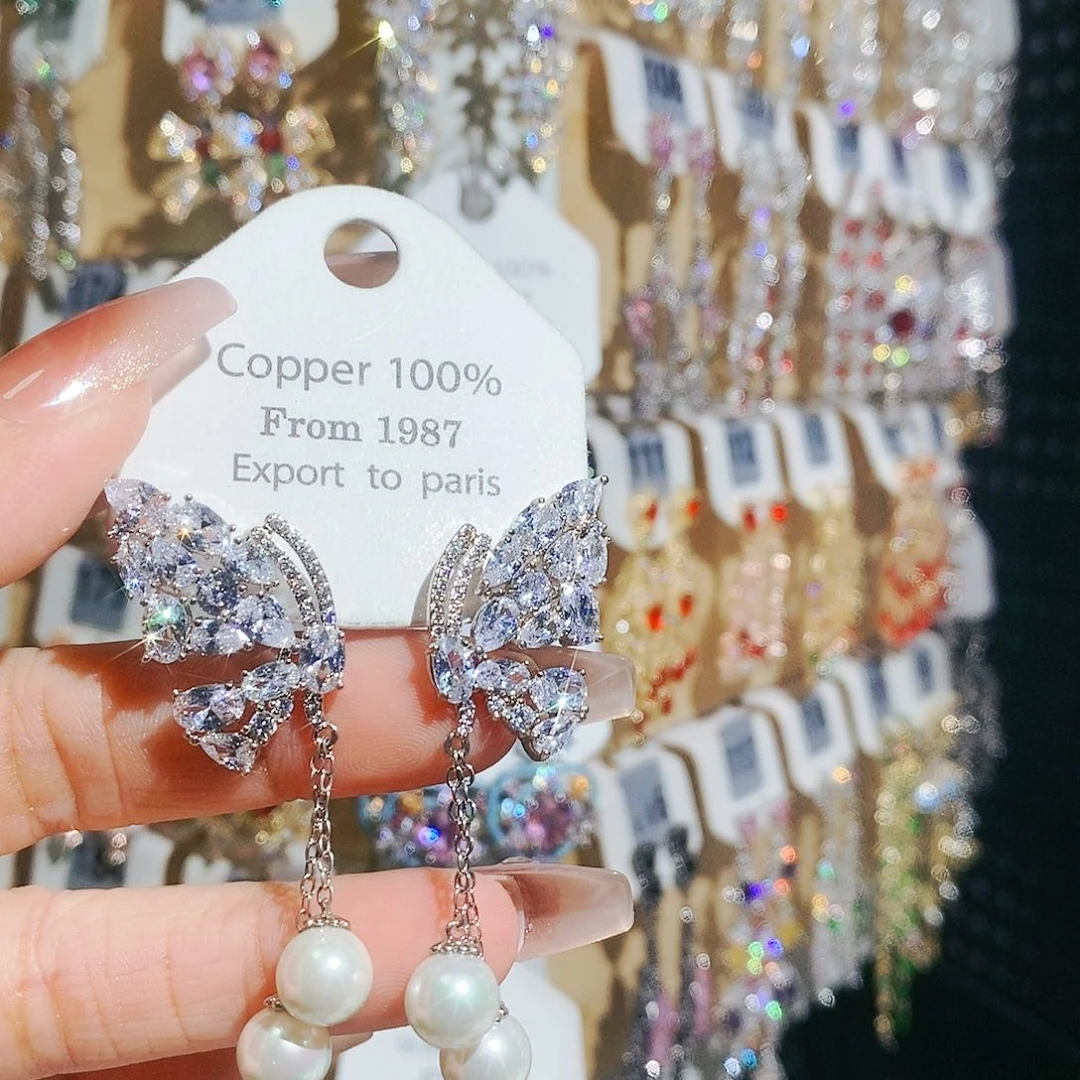 Copper 100%
From 1987
Export to paris